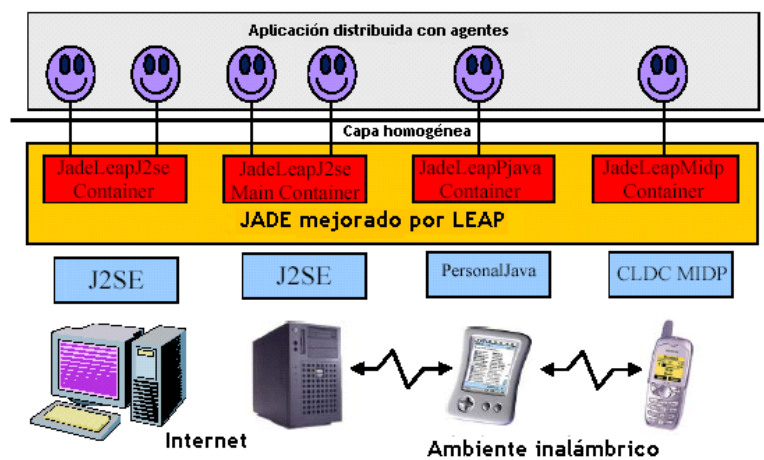 Aplicación distribuida con agentes
Capa homogénea
JadeLeapJ2se
Container
JadeLeapJ2se
Main Container
JadeLeapPjava
Container
JadeLeapMidp
Container
JADE mejorado por LEAP
J2SE
J2SE
PersonalJava
CLDC MIDP
Internet
Ambiente inalámbrico